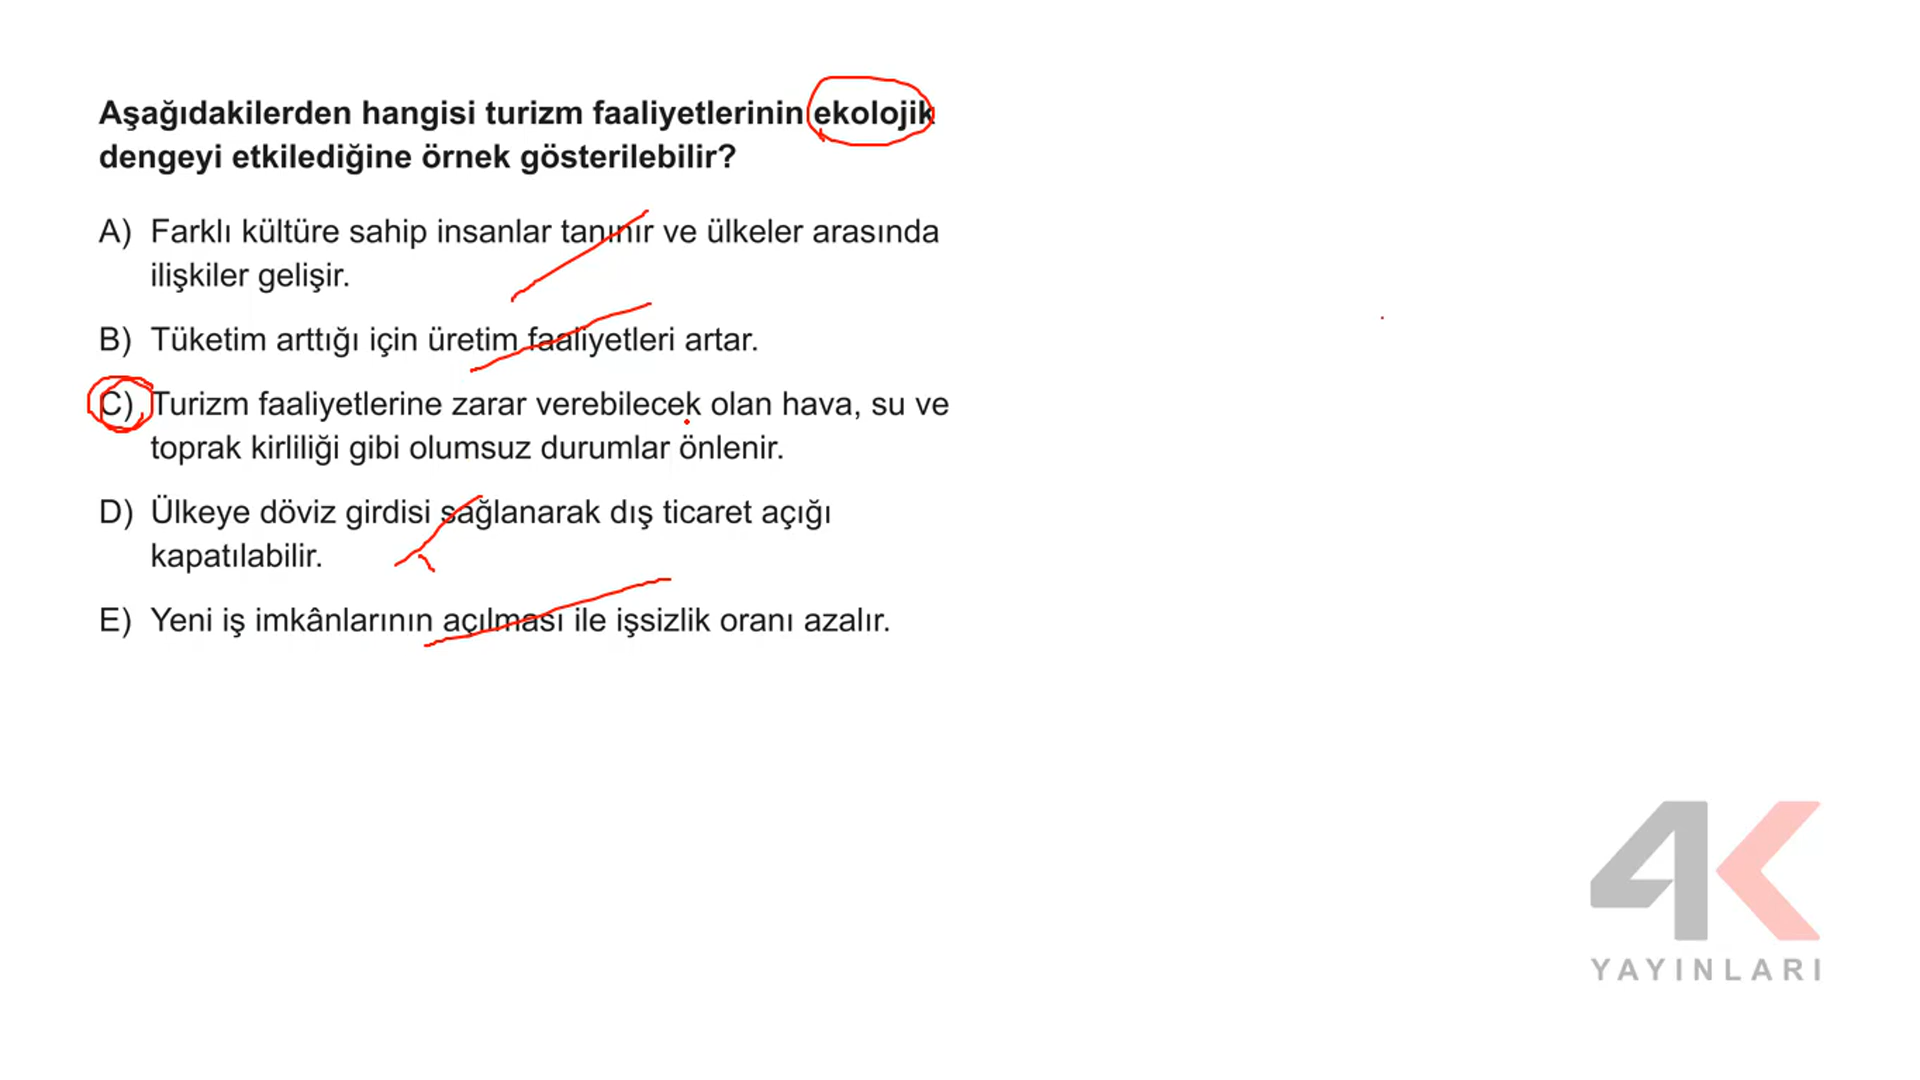 Aşağıdakilerden hangisi turizm faaliyetlerinin ekolojik
dengeyi etkilediğine örnek gösterilebilir?
A) Farklı kültüre sahip insanlar tanınır ve ülkeler arasında
ilişkiler gelişir.
B) Tüketim arttığı için üretim faaliyetleri artar.
C) Turizm faaliyetlerine zarar verebilecek olan hava, su ve
toprak kirliliği gibi olumsuz durumlar önlenir.
D) Ülkeye döviz girdisi sağlanarak dış ticaret açığı
kapatılabilir.
E) Yeni iş imkânlarının açılması ile işsizlik oranı azalır.
4K
YAYINLARI